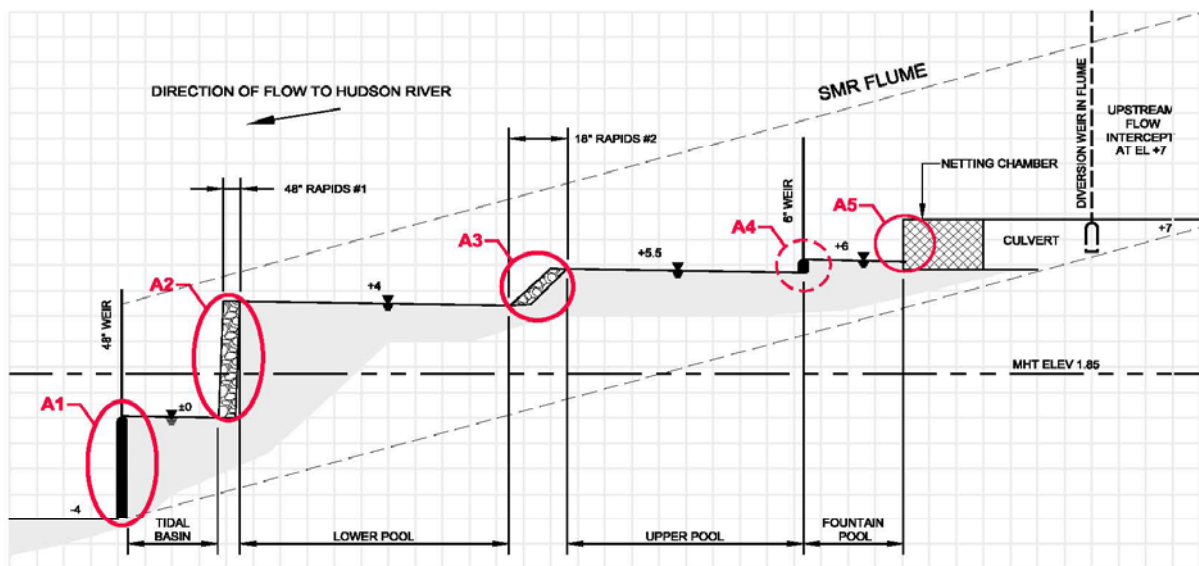 DIRECTION OF FLOW TO HUDSON RIVER
SMR FLUME
DIVERSION WEIR IN FLUME
UPSTREAM
FLOW
INTERCEPT
AT EL +7
18" RAPIDS #2
NETTING CHAMBER
48" RAPIDS #1
6" WEIR
A5
A4
A3
+6
CULVERT
+7
+5.5
A2
+4
48" WEIR
MHT ELEV 1.85
A1
±0
-4
TIDAL
BASIN
LOWER POOL
UPPER POOL
FOUNTAIN
POOL